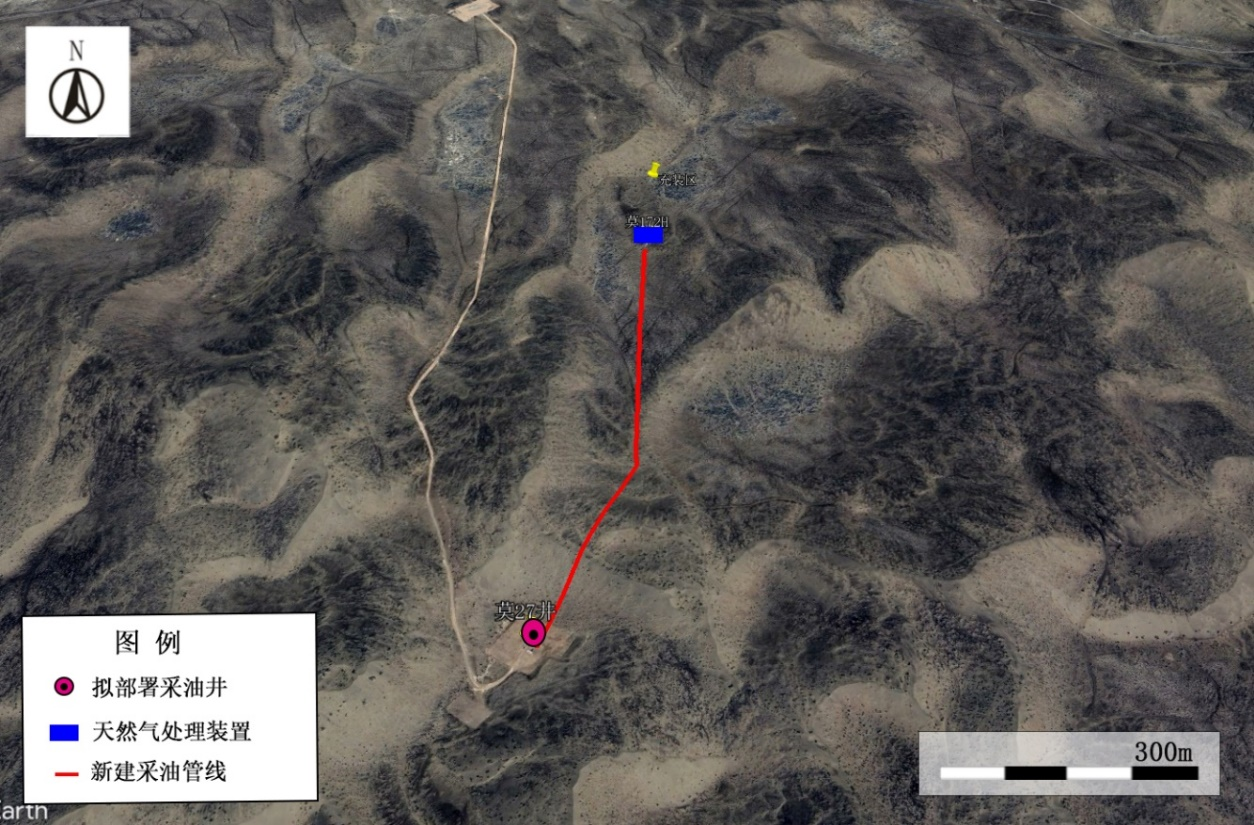 N
充装区
莫172H
莫27井
图 例
拟部署采油井
天然气处理装置
新建采油管线
300m
Earth